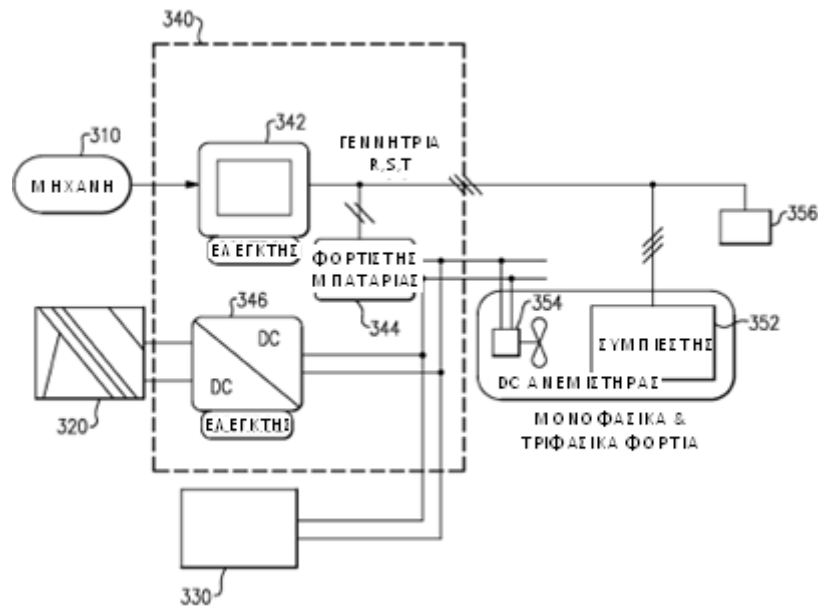 340
310
342
ΓΕΝΝΗΤΡΙΑ
R,S,T
ΜΗΧΑΝΗ
356
ΕΛΕΓΚΤΗΣ
ΦΟΡΤΙΣΤΗΣ
ΜΠΑΤΑΡΙΑΣ
346
344
354
352
DC
ΣΥΜΠΙΕΣΤΗΣ
DC
DC ΑΝΕΜΙΣΤΗΡΑΣ
320
ΕΛΕΓΚΤΗΣ
ΜΟΝΟΦΑΣΙΚΑ &
ΤΡΙΦΑΣΙΚΑ ΦΟΡΤΙΑ
330